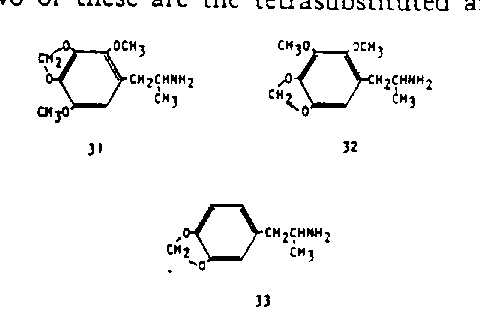 wo of these are the tetrasubstituted a
O OCH3
CH2
O CH2CHNH2
CH3O CH3
31
CH3O OCH3
O CH2CHNH2
CH2 CH3
O
32
O CH2CHNH2
CH2 CH3
O
33